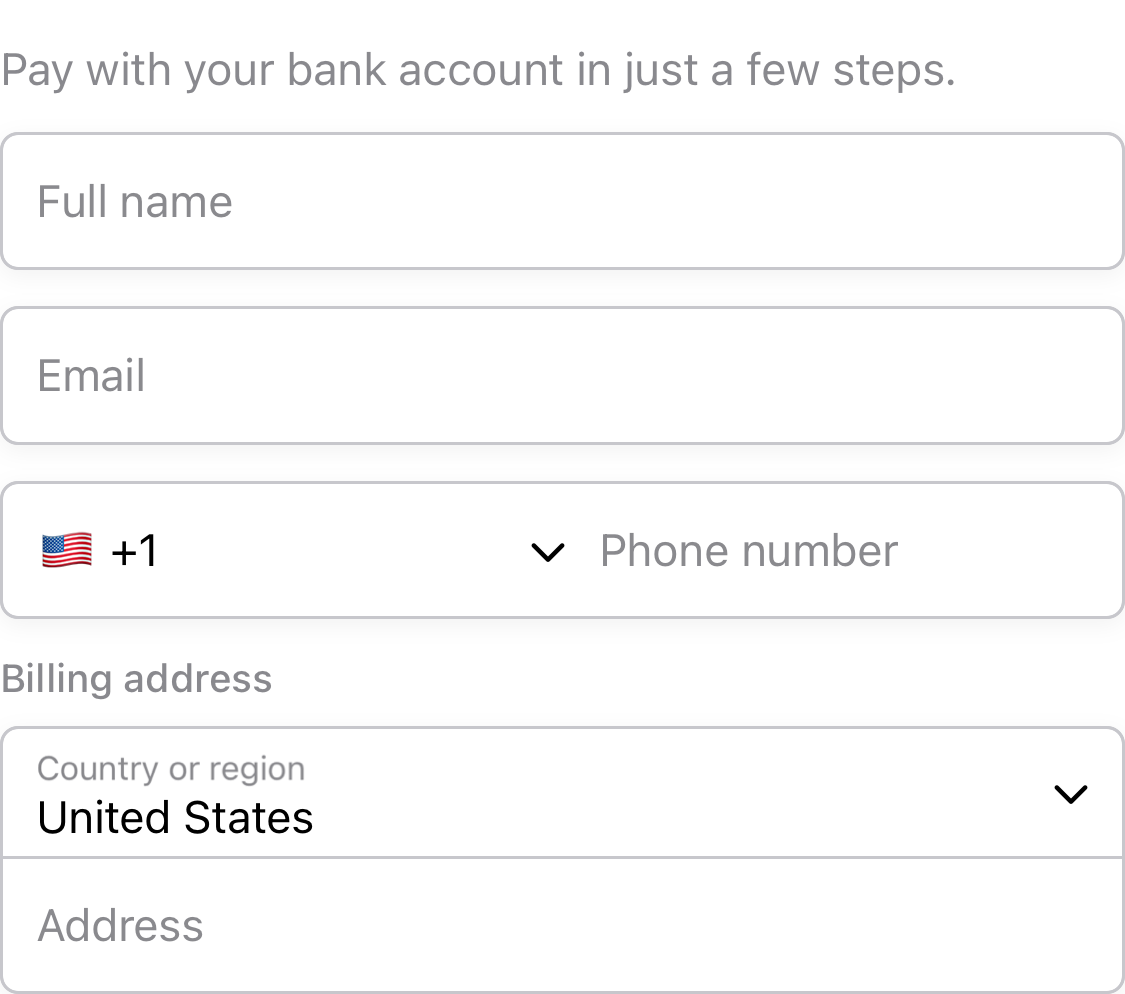 Pay with your bank account in just a few steps.
Full name
Email
+1 Phone number
Billing address
Country or region
United States
Address